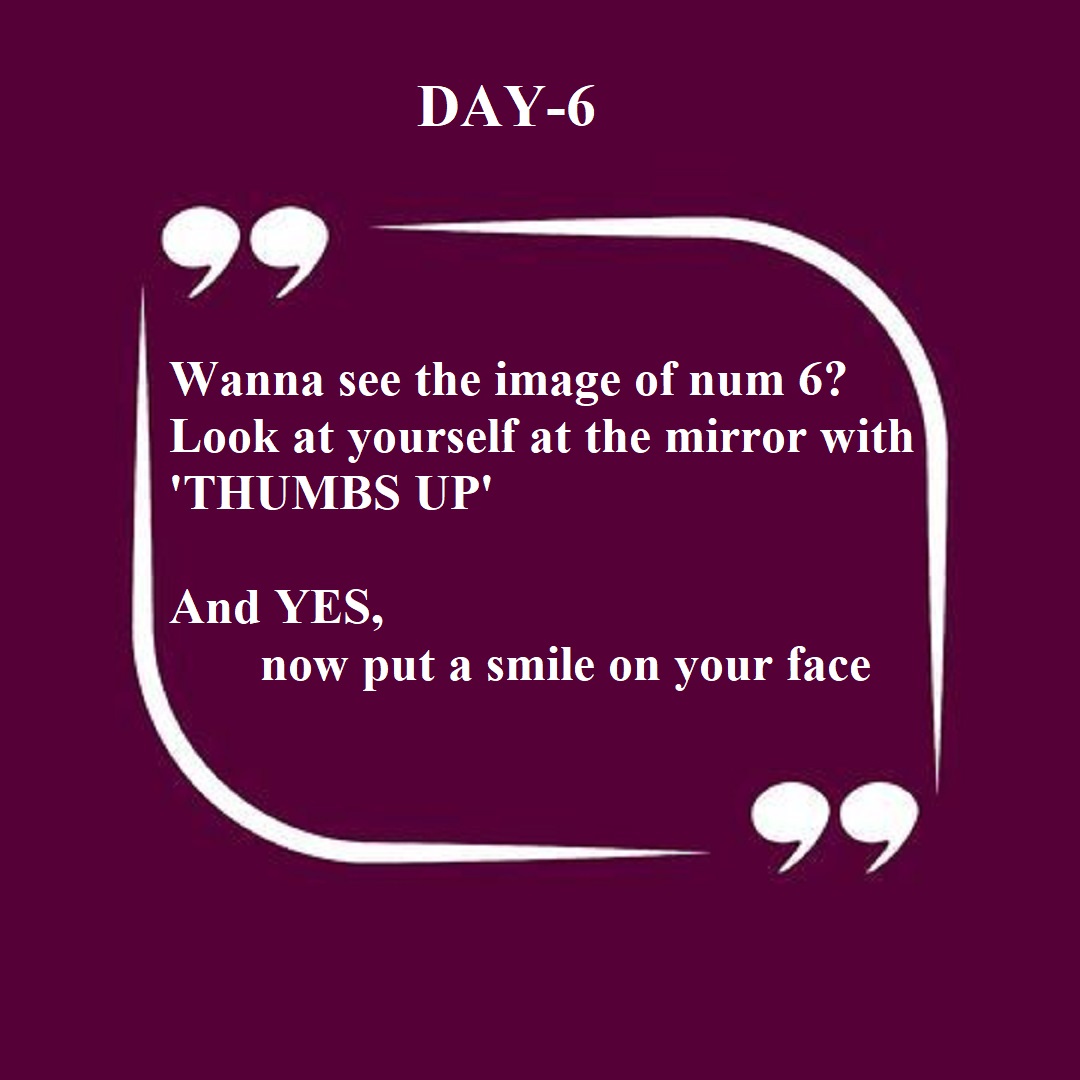 DAY-6
Wanna see the image of num 6?
Look at yourself at the mirror with
'THUMBS UP'
And YES,
now put a smile on your face